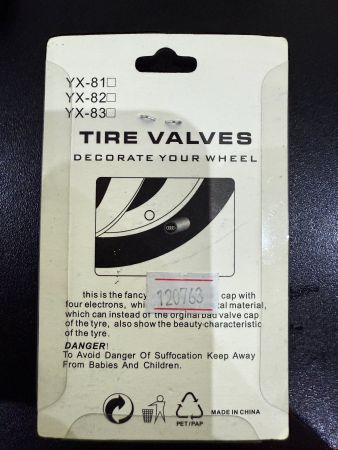 YX-81□
YX-82□
YX-83□
TIRE VALVES
DECORATE YOUR WHEEL
this is the fancy cap with
four electrons, tal material,
which can instead of the orginal bad valve cap
of the tyre, also show the beauty characteristic
of the tyre.
120763
DANGER!
To Avoid Danger Of Suffocation Keep Away
From Babies And Children.
PET/PAP
MADE IN CHINA